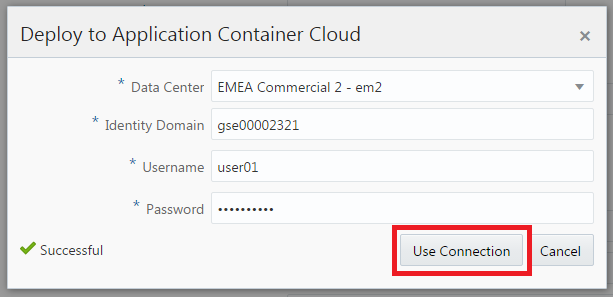 Deploy to Application Container Cloud
* Data Center EMEA Commercial 2 - em2
* Identity Domain gse00002321
* Username user01
* Password ••••••••••
Successful Use Connection Cancel